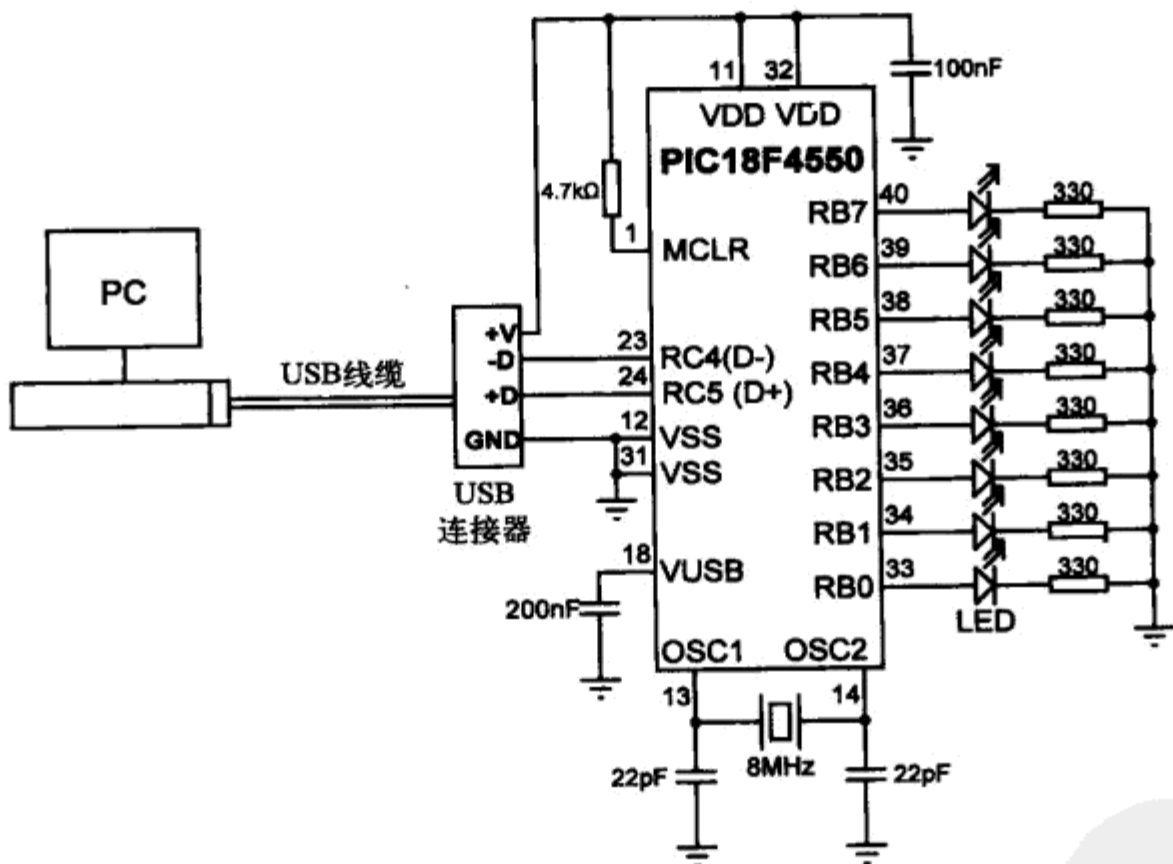 11
32
100nF
VDD VDD
PIC18F4550
4.7kΩ
1
MCLR
40
RB7
330
39
RB6
330
38
RB5
330
37
RB4
330
36
RB3
330
35
RB2
330
34
RB1
330
33
RB0
330
LED
PC
USB线缆
+V
-D
+D
GND
USB
连接器
23
RC4(D-)
24
RC5 (D+)
12
VSS
31
VSS
18
VUSB
200nF
OSC1
OSC2
13
14
22pF
8MHz
22pF